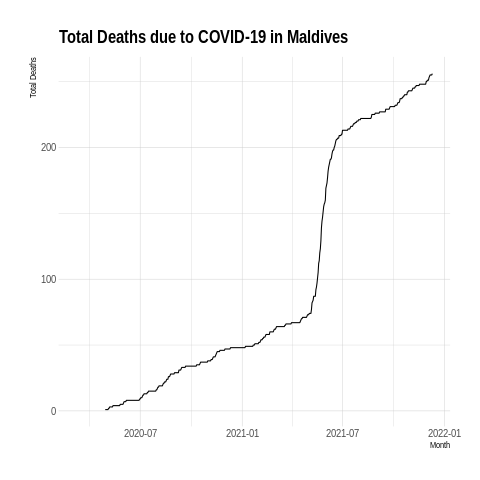 Total Deaths due to COVID-19 in Maldives
Total Deaths
200
100
0
2020-07 2021-01 2021-07 2022-01
Month